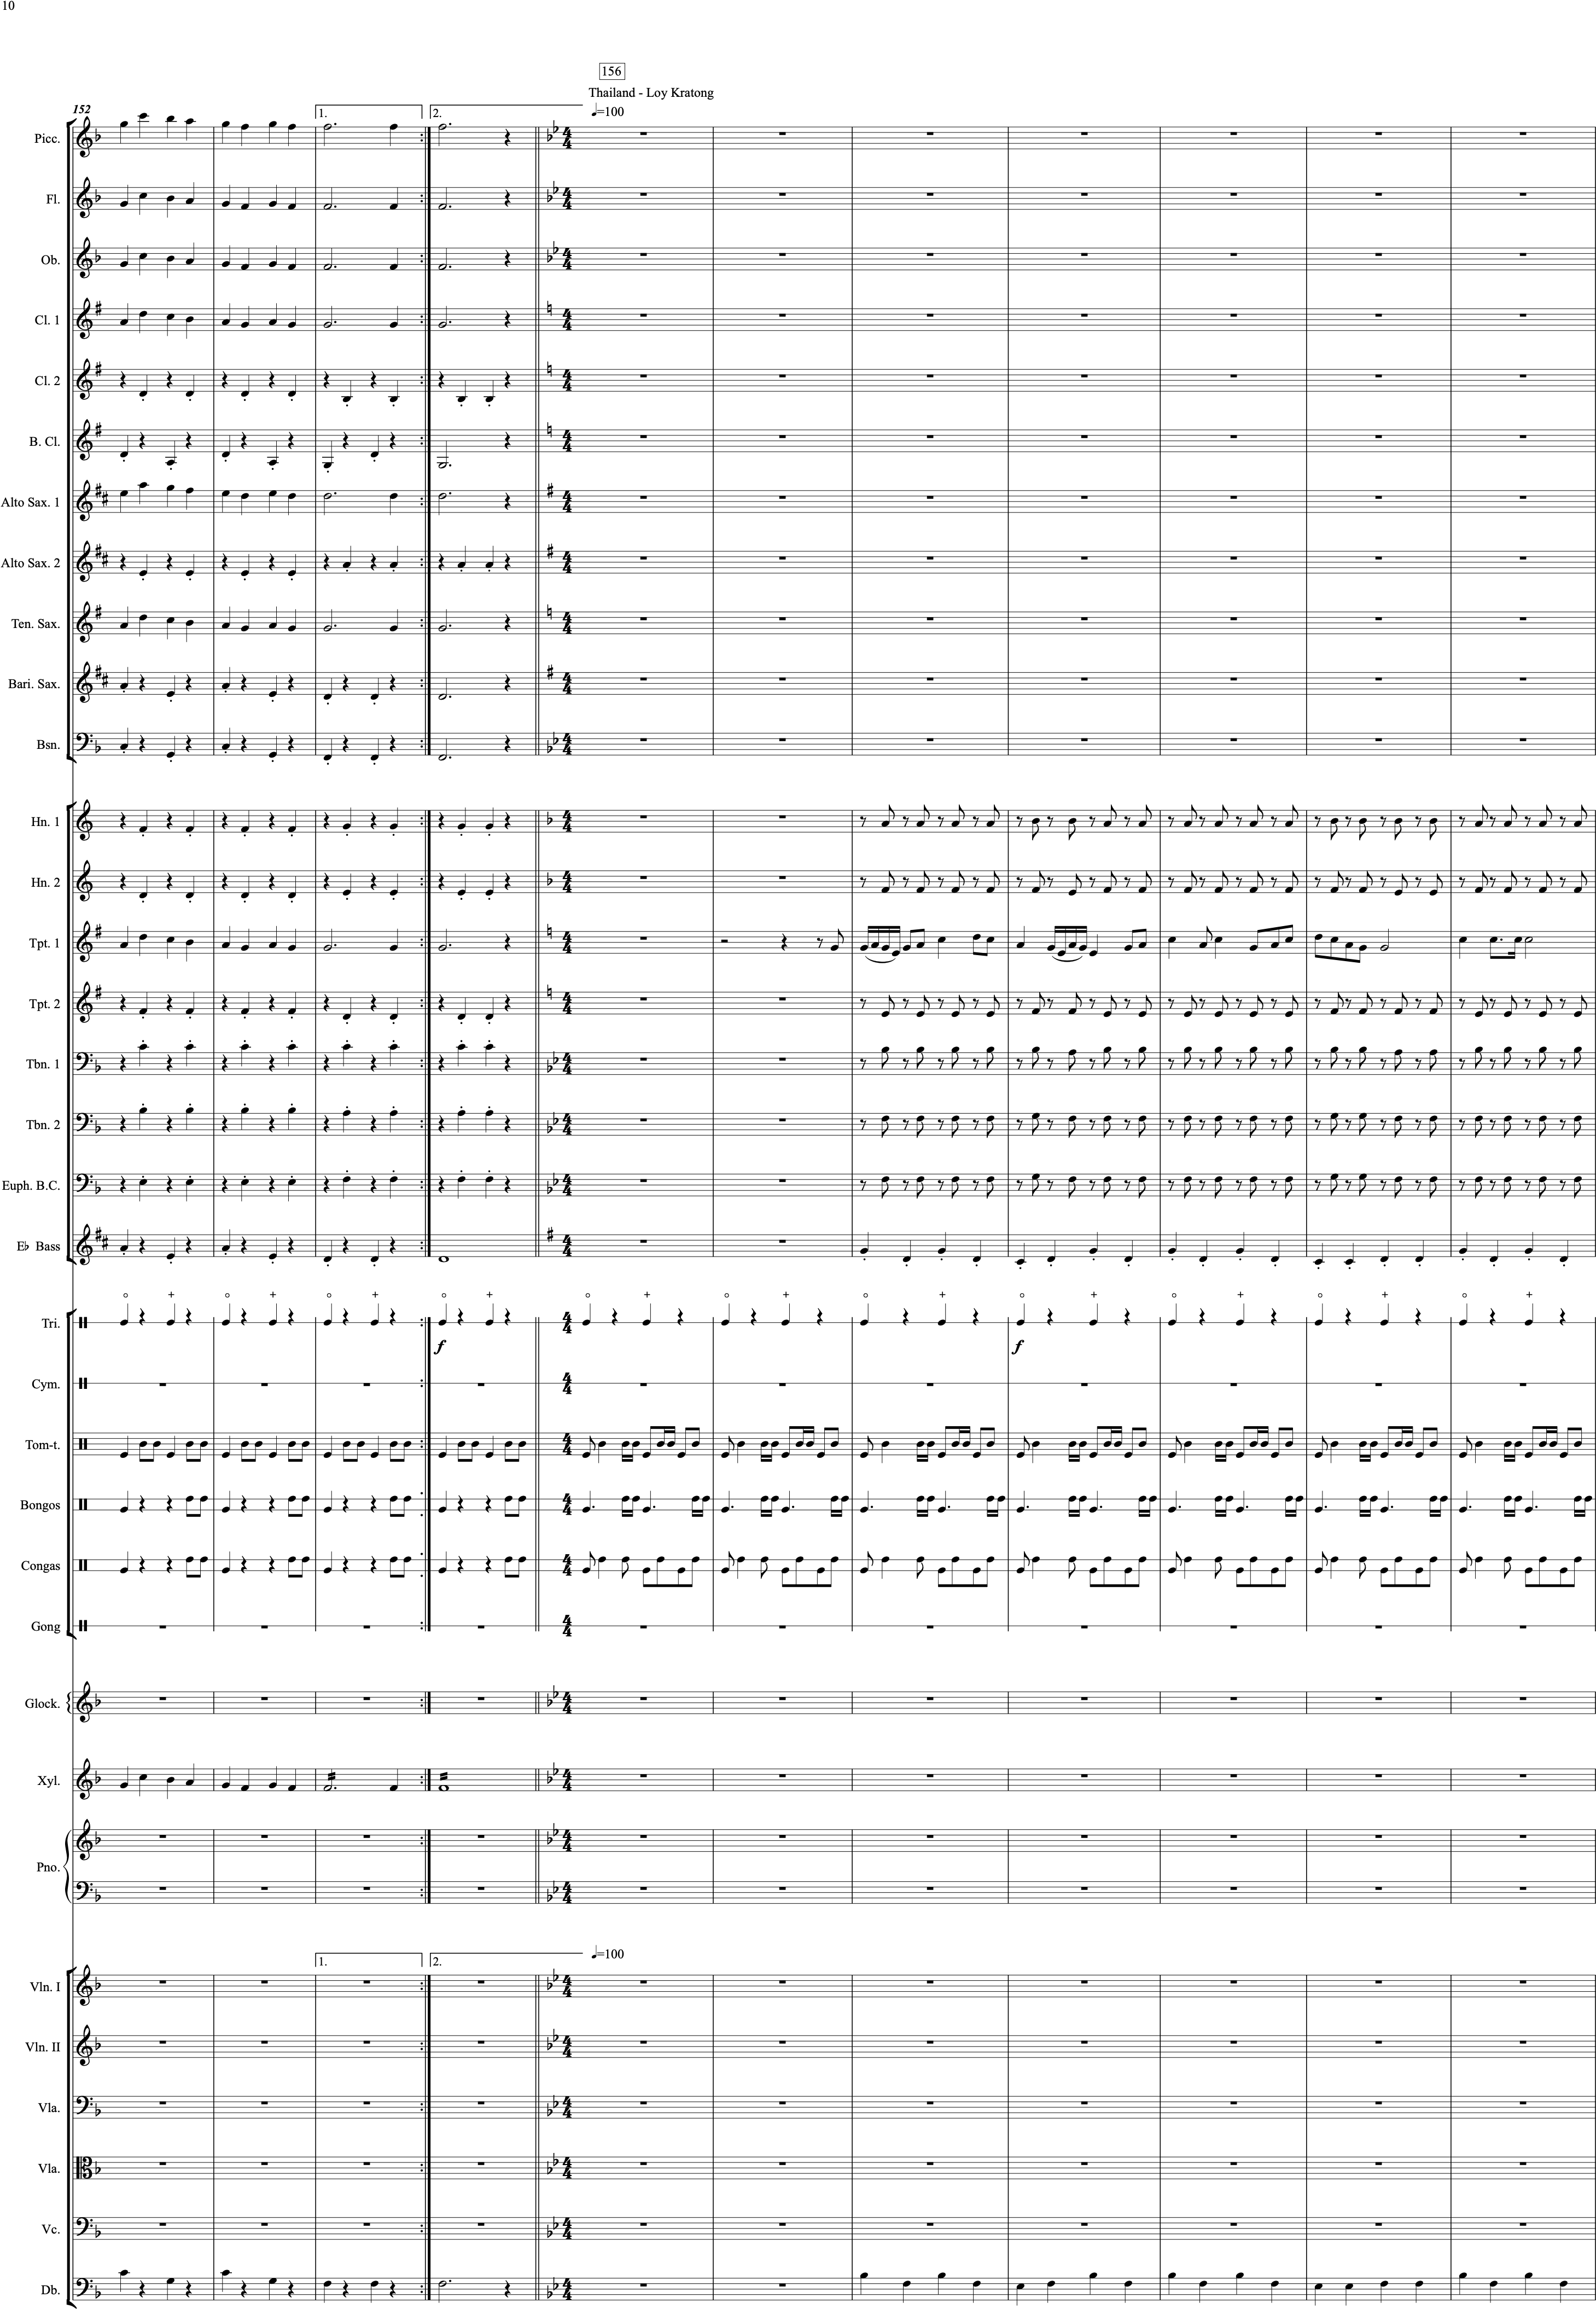 10
156
Thailand - Loy Kratong
152
1.
2.
♩=100
Picc.
Fl.
Ob.
Cl. 1
Cl. 2
B. Cl.
Alto Sax. 1
Alto Sax. 2
Ten. Sax.
Bari. Sax.
Bsn.
Hn. 1
Hn. 2
Tpt. 1
Tpt. 2
Tbn. 1
Tbn. 2
Euph. B.C.
E♭ Bass
Tri.
f
f
Cym.
Tom-t.
Bongos
Congas
Gong
Glock.
Xyl.
Pno.
1.
2.
♩=100
Vln. I
Vln. II
Vla.
Vla.
Vc.
Db.